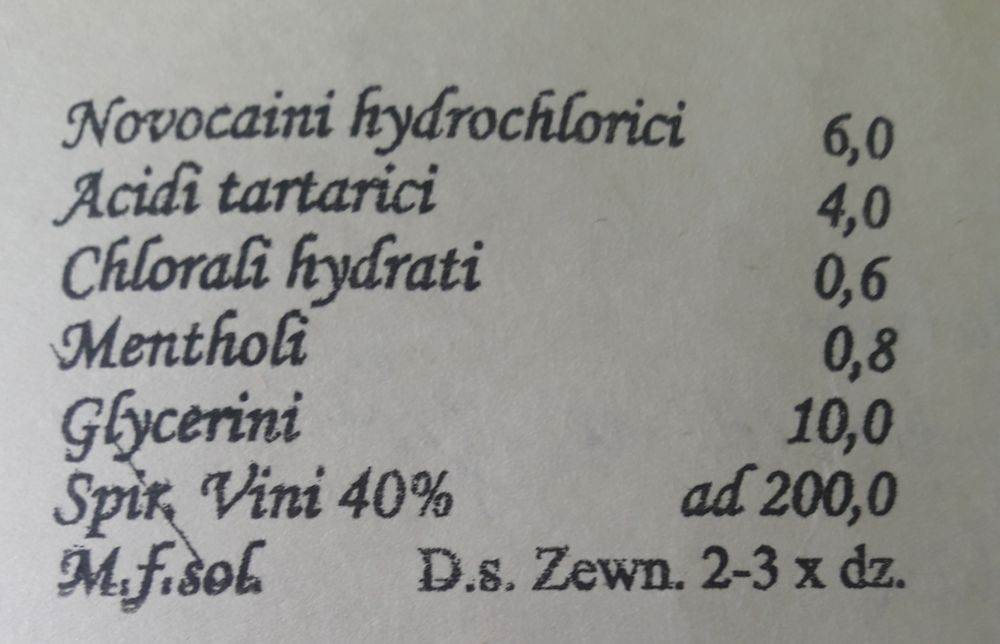 Novocaini hydrochlorici 6,0
Acidi tartarici 4,0
Chlorali hydrati 0,6
Mentholi 0,8
Glycerini 10,0
Spir. Vini 40% ad 200,0
M.f.sol. D.s. Zewn. 2-3 x dz.